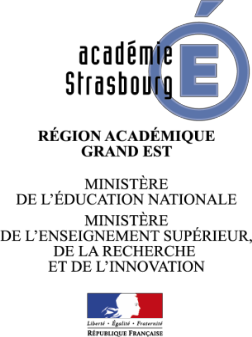 académie
Strasbourg
É
RÉGION ACADÉMIQUE
GRAND EST
MINISTÈRE
DE L'ÉDUCATION NATIONALE
MINISTÈRE
DE L'ENSEIGNEMENT SUPÉRIEUR,
DE LA RECHERCHE
ET DE L'INNOVATION
Liberté • Égalité • Fraternité
RÉPUBLIQUE FRANÇAISE